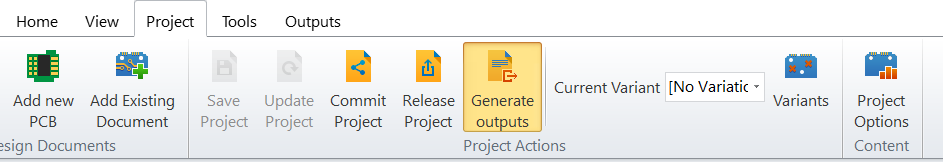 Home View Project Tools Outputs
Add new PCB
Add Existing Document
Save Project
Update Project
Commit Project
Release Project
Generate outputs
Current Variant [No Variatic
Variants
Project Options
esign Documents Project Actions Content